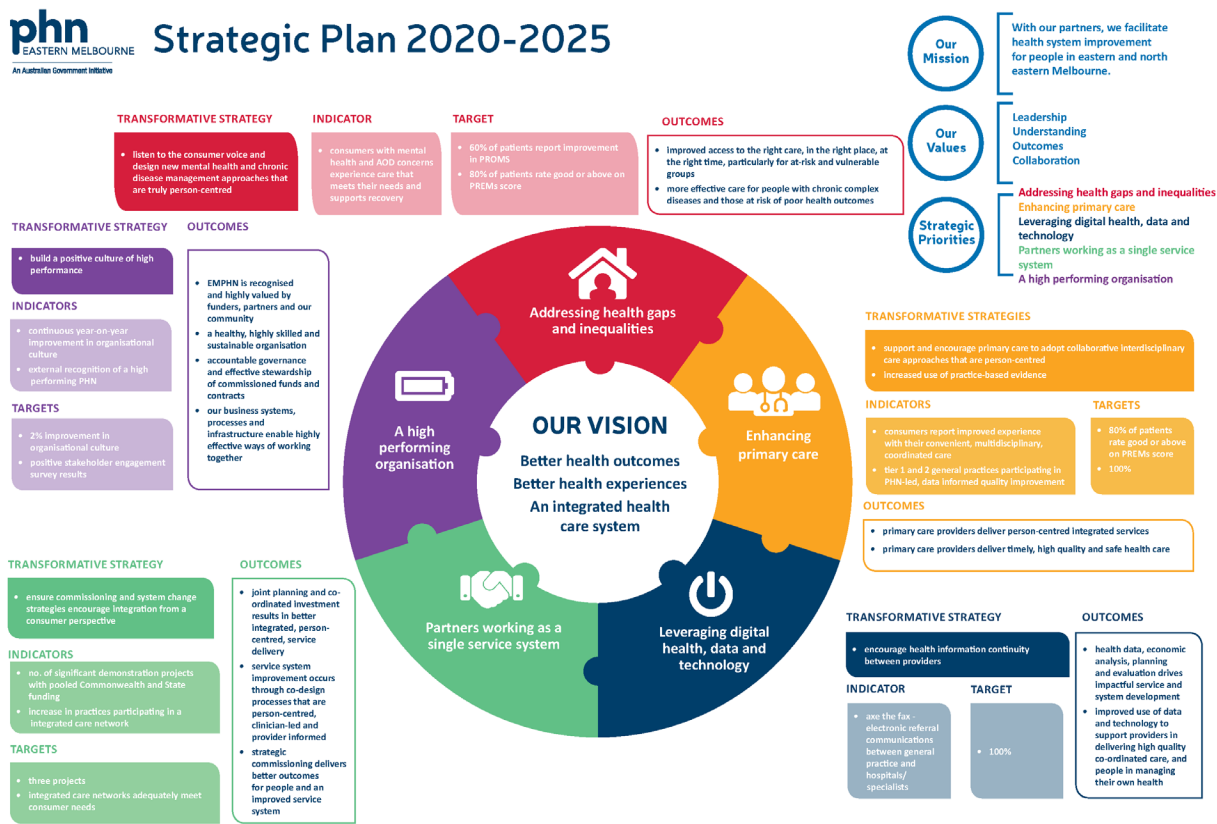 phn
EASTERN MELBOURNE
An Australian Government Initiative
Strategic Plan 2020-2025
Our
Mission
With our partners, we facilitate
health system improvement
for people in eastern and north
eastern Melbourne.
Our
Values
Leadership
Understanding
Outcomes
Collaboration
Strategic
Priorities
Addressing health gaps and inequalities
Enhancing primary care
Leveraging digital health, data and
technology
Partners working as a single service
system
A high performing organisation
TRANSFORMATIVE STRATEGY
• listen to the consumer voice and
design new mental health and chronic
disease management approaches that
are truly person-centred
INDICATOR
• consumers with mental
health and AOD concerns
experience care that
meets their needs and
supports recovery
TARGET
• 60% of patients report improvement
in PROMS
• 80% of patients rate good or above on
PREMs score
OUTCOMES
• improved access to the right care, in the right place, at
the right time, particularly for at-risk and vulnerable
groups
• more effective care for people with chronic complex
diseases and those at risk of poor health outcomes
TRANSFORMATIVE STRATEGY
• build a positive culture of high
performance
INDICATORS
• continuous year-on-year
improvement in organisational
culture
• external recognition of a high
performing PHN
TARGETS
• 2% improvement in
organisational culture
• positive stakeholder engagement
survey results
OUTCOMES
• EMPHN is recognised
and highly valued by
funders, partners and our
community
• a healthy, highly skilled and
sustainable organisation
• accountable governance
and effective stewardship
of commissioned funds and
contracts
• our business systems,
processes and
infrastructure enable highly
effective ways of working
together
Addressing health gaps
and inequalities
Enhancing
primary care
A high
performing
organisation
OUR VISION
Better health outcomes
Better health experiences
An integrated health
care system
Partners working as a
single service system
Leveraging digital
health, data and
technology
TRANSFORMATIVE STRATEGIES
• support and encourage primary care to adopt collaborative interdisciplinary
care approaches that are person-centred
• increased use of practice-based evidence
INDICATORS
• consumers report improved experience
with their convenient, multidisciplinary,
coordinated care
• tier 1 and 2 general practices participating in
PHN-led, data informed quality improvement
TARGETS
• 80% of patients
rate good or above
on PREMs score
• 100%
OUTCOMES
• primary care providers deliver person-centred integrated services
• primary care providers deliver timely, high quality and safe health care
TRANSFORMATIVE STRATEGY
• ensure commissioning and system change
strategies encourage integration from a
consumer perspective
INDICATORS
• no. of significant demonstration projects
with pooled Commonwealth and State
funding
• increase in practices participating in a
integrated care network
TARGETS
• three projects
• integrated care networks adequately meet
consumer needs
OUTCOMES
• joint planning and co-
ordinated investment
results in better
integrated, person-
centred, service
delivery
• service system
improvement occurs
through co-design
processes that are
person-centred,
clinician-led and
provider informed
• strategic
commissioning delivers
better outcomes
for people and an
improved service
system
TRANSFORMATIVE STRATEGY
• encourage health information continuity
between providers
INDICATOR
• axe the fax -
electronic referral
communications
between general
practice and
hospitals/
specialists
TARGET
• 100%
OUTCOMES
• health data, economic
analysis, planning
and evaluation drives
impactful service and
system development
• improved use of data
and technology to
support providers in
delivering high quality
co-ordinated care, and
people in managing
their own health